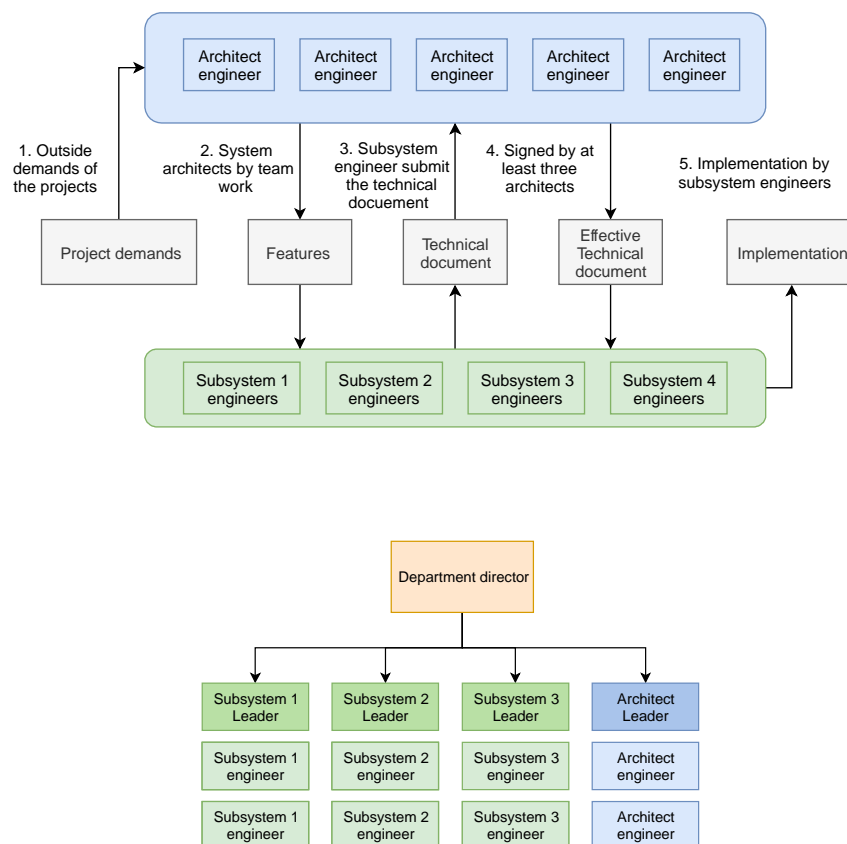 Architect
engineer
Architect
engineer
Architect
engineer
Architect
engineer
Architect
engineer
1. Outside
demands of
the projects
2. System
architects by team
work
3. Subsystem
engineer submit
the technical
docuement
4. Signed by at
least three
architects
5. Implementation by
subsystem engineers
Project demands
Features
Technical
document
Effective
Technical
document
Implementation
Subsystem 1
engineers
Subsystem 2
engineers
Subsystem 3
engineers
Subsystem 4
engineers
Department director
Subsystem 1
Leader
Subsystem 2
Leader
Subsystem 3
Leader
Architect
Leader
Subsystem 1
engineer
Subsystem 2
engineer
Subsystem 3
engineer
Architect
engineer
Subsystem 1
engineer
Subsystem 2
engineer
Subsystem 3
engineer
Architect
engineer